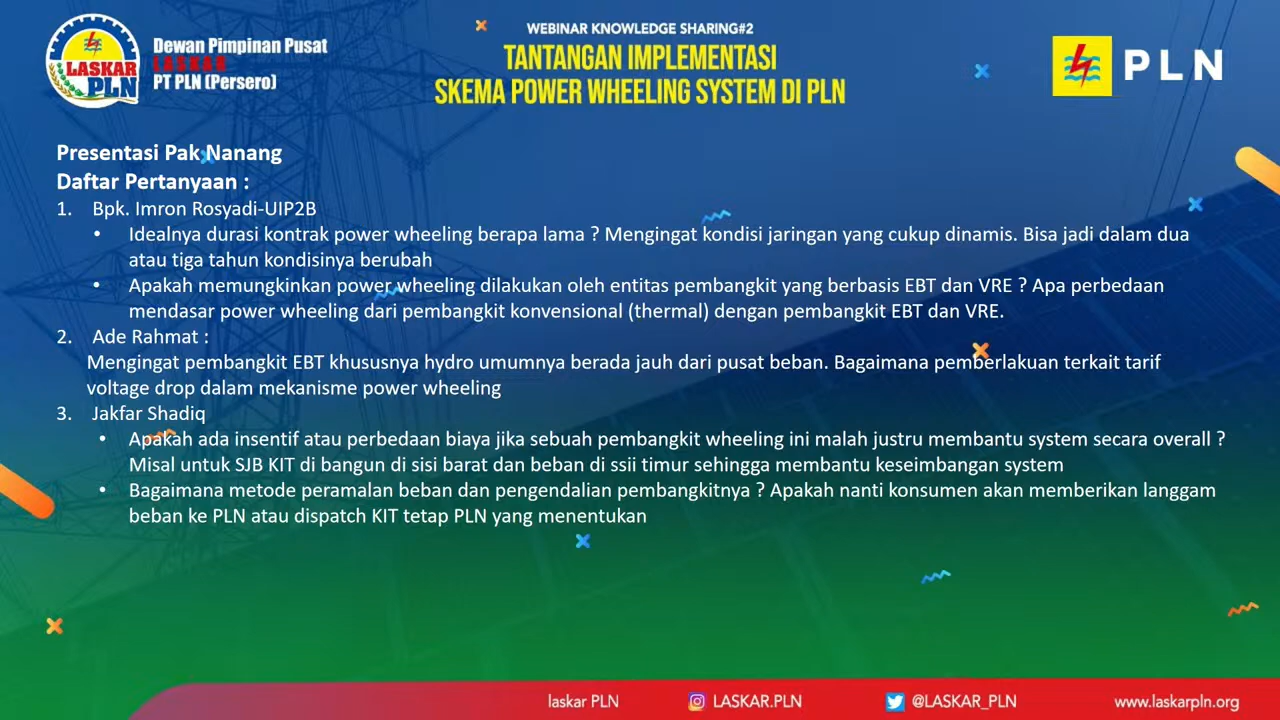 LASKAR
PLN
Dewan Pimpinan Pusat
LASKAR
PT PLN (Persero)
WEBINAR KNOWLEDGE SHARING#2
TANTANGAN IMPLEMENTASI
SKEMA POWER WHEELING SYSTEM DI PLN
PLN
Presentasi Pak Nanang
Daftar Pertanyaan :
1. Bpk. Imron Rosyadi-UIP2B
• Idealnya durasi kontrak power wheeling berapa lama ? Mengingat kondisi jaringan yang cukup dinamis. Bisa jadi dalam dua
atau tiga tahun kondisinya berubah
• Apakah memungkinkan power wheeling dilakukan oleh entitas pembangkit yang berbasis EBT dan VRE ? Apa perbedaan
mendasar power wheeling dari pembangkit konvensional (thermal) dengan pembangkit EBT dan VRE.
2. Ade Rahmat :
Mengingat pembangkit EBT khususnya hydro umumnya berada jauh dari pusat beban. Bagaimana pemberlakuan terkait tarif
voltage drop dalam mekanisme power wheeling
3. Jakfar Shadiq
• Apakah ada insentif atau perbedaan biaya jika sebuah pembangkit wheeling ini malah justru membantu system secara overall ?
Misal untuk SJB KIT di bangun di sisi barat dan beban di ssii timur sehingga membantu keseimbangan system
• Bagaimana metode peramalan beban dan pengendalian pembangkitnya ? Apakah nanti konsumen akan memberikan langgam
beban ke PLN atau dispatch KIT tetap PLN yang menentukan
laskar PLN
LASKAR.PLN
@LASKAR_PLN
www.laskarpln.org